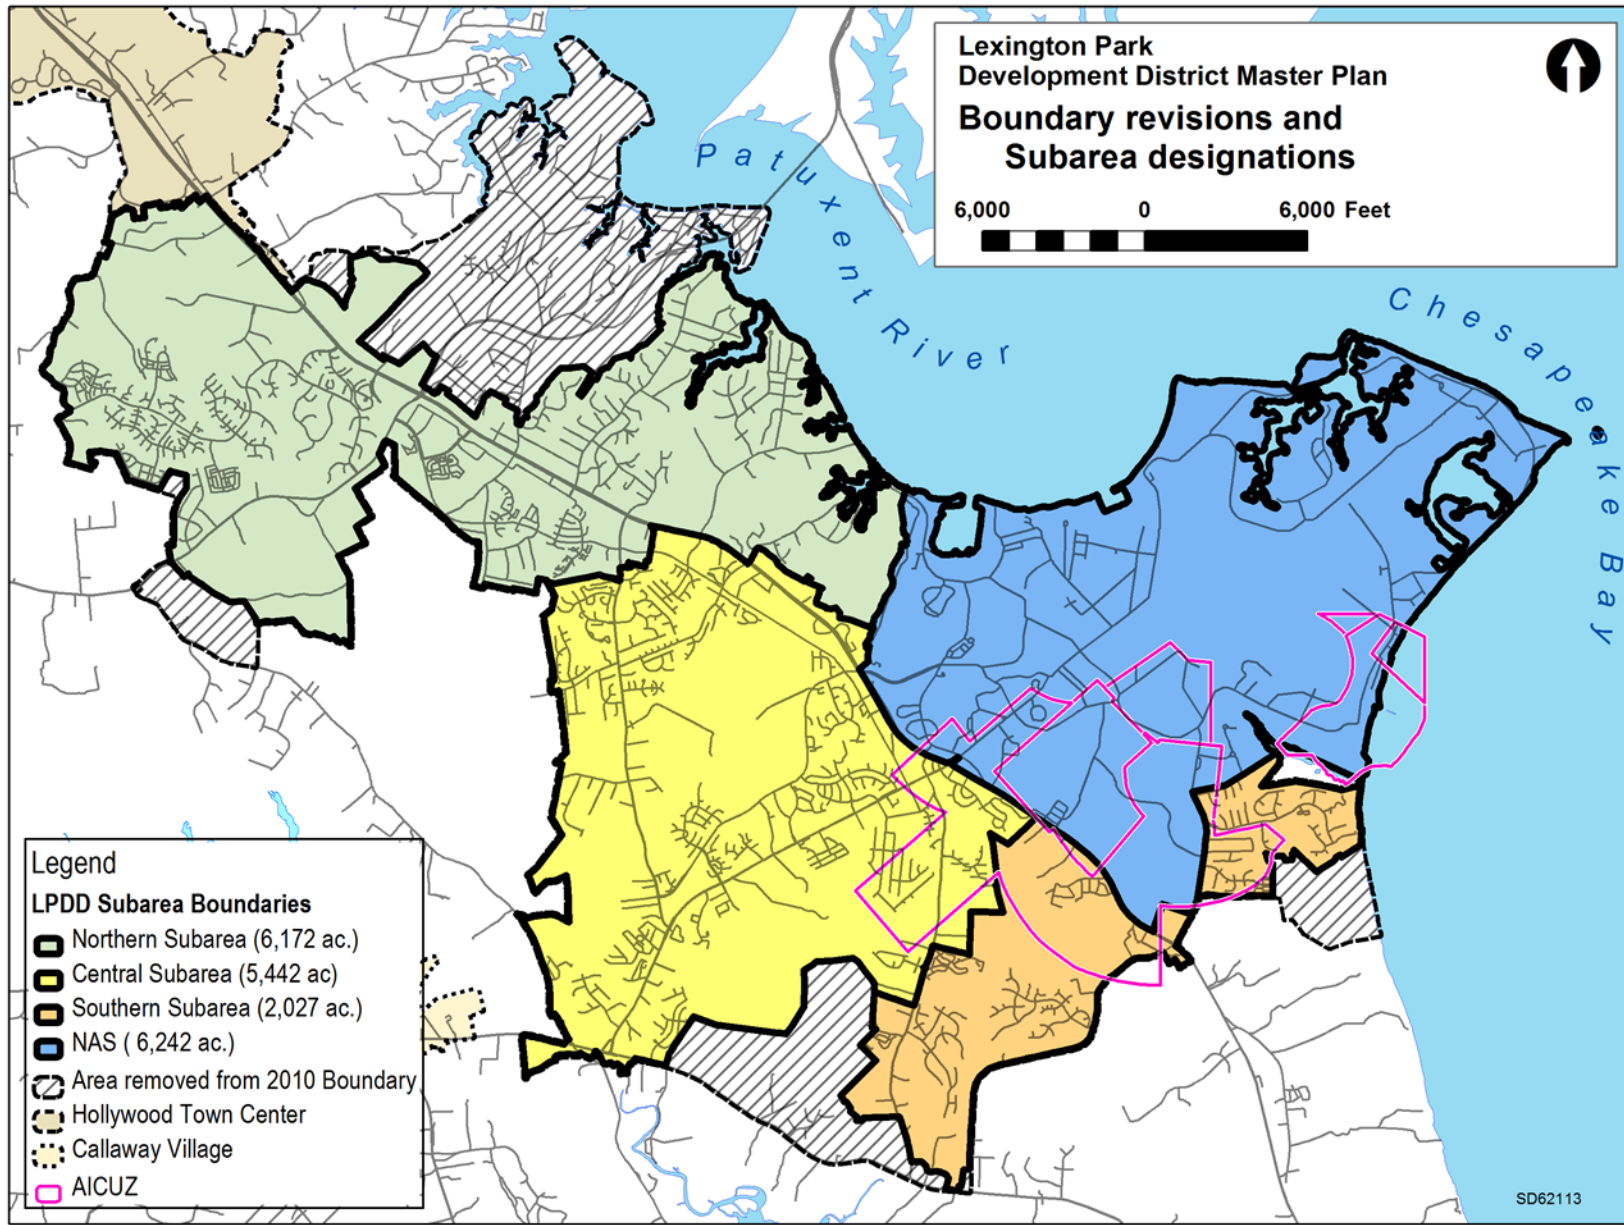 Lexington Park
Development District Master Plan
Boundary revisions and
Subarea designations
6,000 0 6,000 Feet
Patuxent River
Chesapeake Bay
Legend
LPDD Subarea Boundaries
Northern Subarea (6,172 ac.)
Central Subarea (5,442 ac)
Southern Subarea (2,027 ac.)
NAS ( 6,242 ac.)
Area removed from 2010 Boundary
Hollywood Town Center
Callaway Village
AICUZ
SD62113